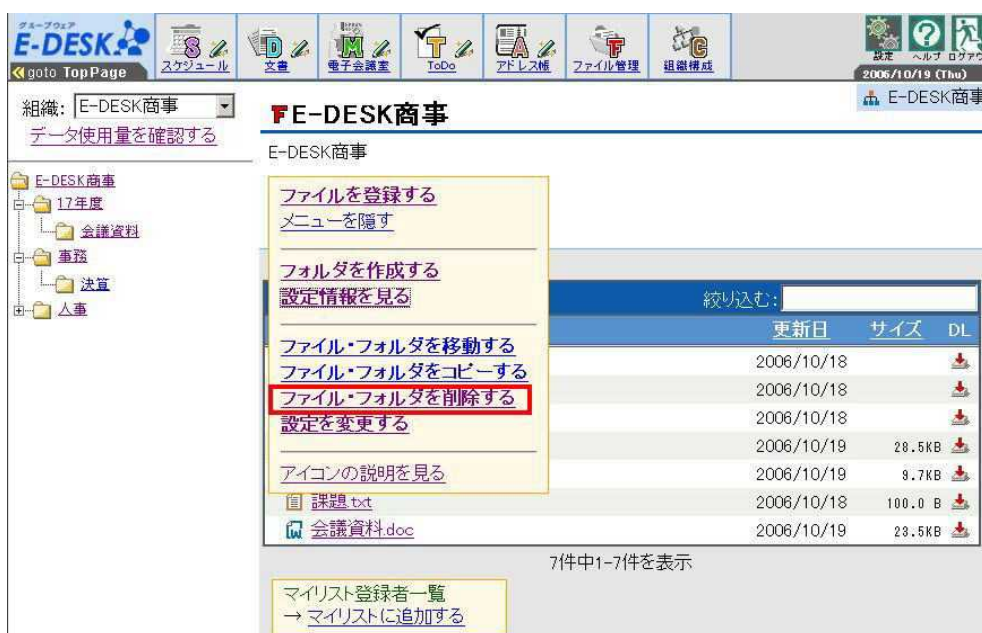 グループウェア
E-DESK
goto TopPage
スケジュール
文書
電子会議室
ToDo
アドレス帳
ファイル管理
組織構成
設定
ヘルプ
ログアウ
2006/10/19 (Thu)
組織: E-DESK商事
データ使用量を確認する
E-DESK商事
17年度
会議資料
事務
決算
人事
E-DESK商事
FE-DESK商事
E-DESK商事
ファイルを登録する
メニューを隠す
フォルダを作成する
設定情報を見る
ファイル・フォルダを移動する
ファイル・フォルダをコピーする
ファイル・フォルダを削除する
設定を変更する
アイコンの説明を見る
絞り込む:
更新日 サイズ DL
2006/10/18
2006/10/18
2006/10/18
2006/10/19 28.5KB
2006/10/19 9.7KB
課題.txt 2006/10/18 100.0 B
会議資料.doc 2006/10/19 23.5KB
7件中1-7件を表示
マイリスト登録者一覧
→ マイリストに追加する